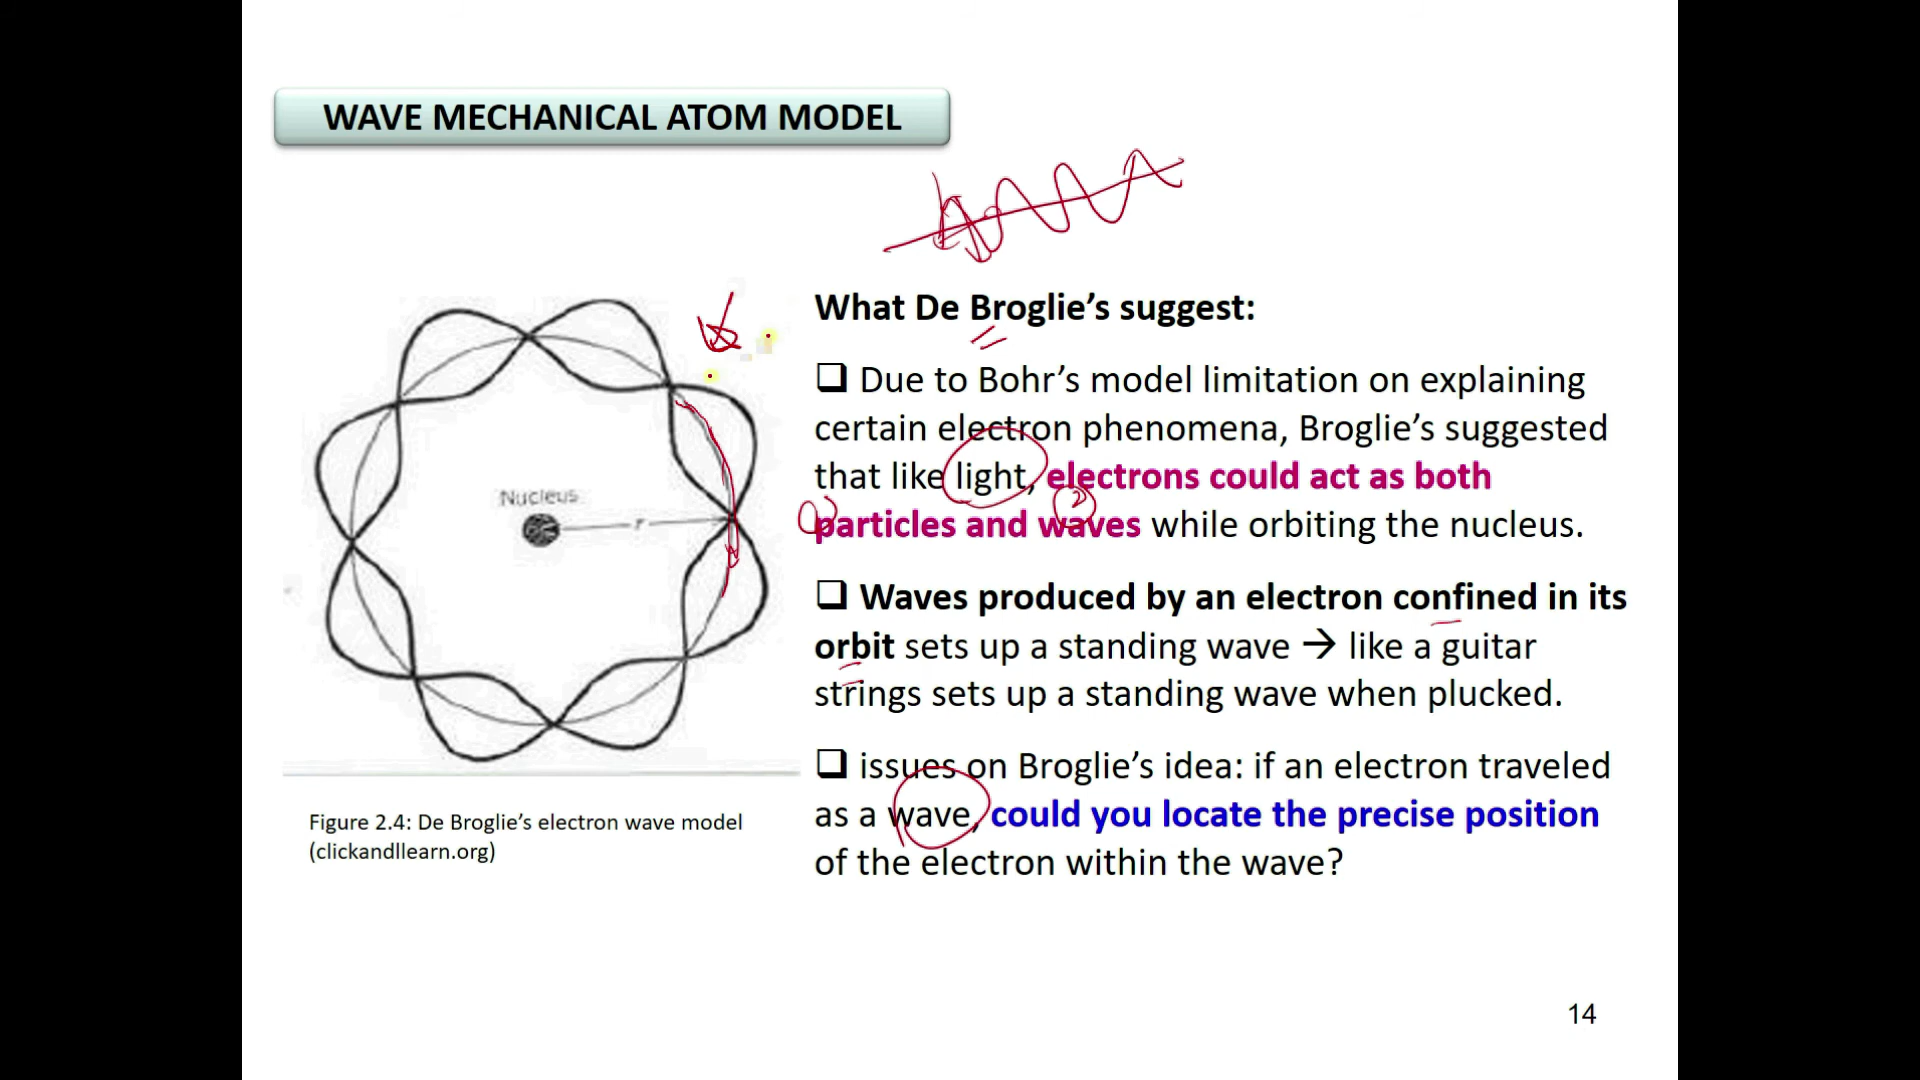 WAVE MECHANICAL ATOM MODEL
What De Broglie’s suggest:
❑ Due to Bohr’s model limitation on explaining
certain electron phenomena, Broglie’s suggested
that like light, electrons could act as both
particles and waves while orbiting the nucleus.
1
2
❑ Waves produced by an electron confined in its
orbit sets up a standing wave → like a guitar
strings sets up a standing wave when plucked.
❑ issues on Broglie’s idea: if an electron traveled
as a wave, could you locate the precise position
of the electron within the wave?
Nucleus
r
Figure 2.4: De Broglie’s electron wave model
(clickandllearn.org)
14